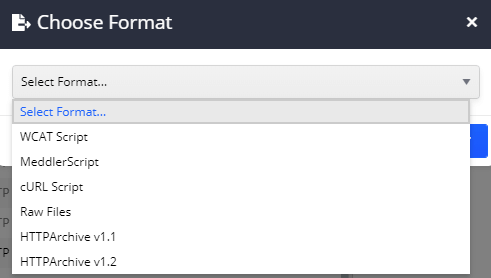 Choose Format
Select Format...
Select Format...
WCAT Script
MeddlerScript
cURL Script
Raw Files
HTTPArchive v1.1
HTTPArchive v1.2